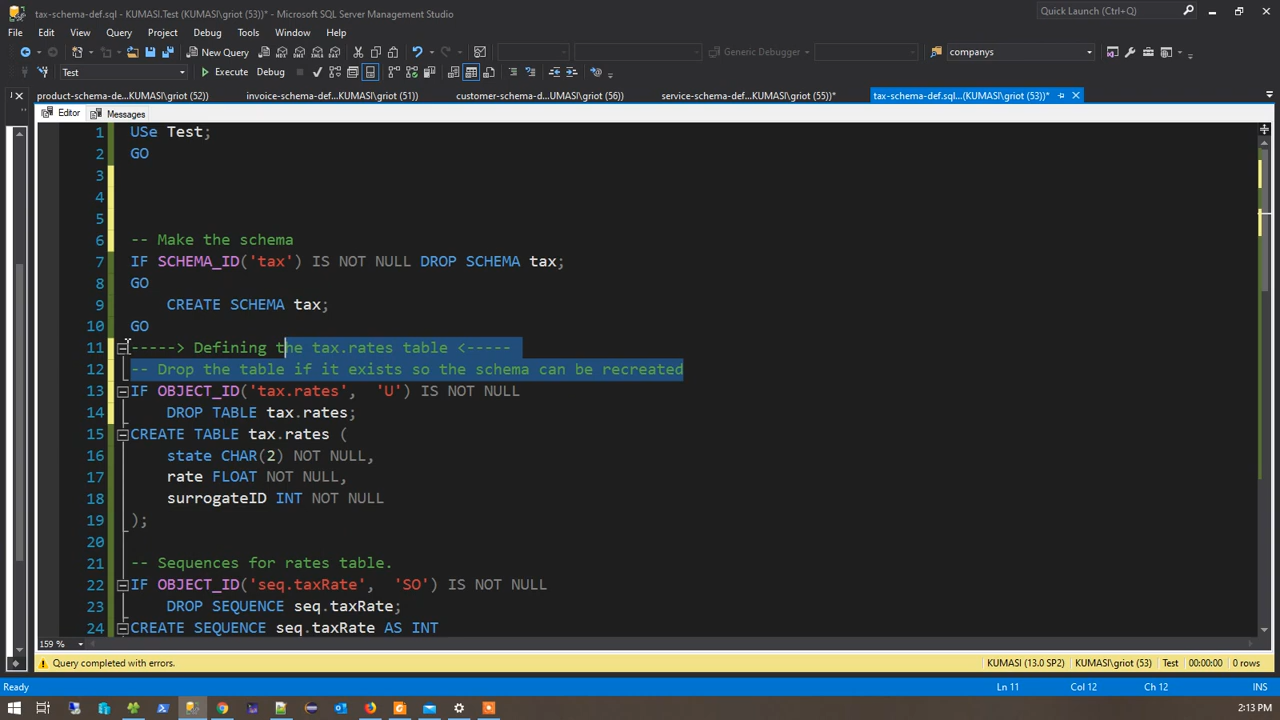 tax-schema-def.sql - KUMASI.Test (KUMASI\griot (53))* - Microsoft SQL Server Management Studio
Quick Launch (Ctrl+Q)
File Edit View Query Project Debug Tools Window Help
New Query
Generic Debugger
companys
Test
Execute Debug
product-schema-de...KUMASI\griot (52))
invoice-schema-def...KUMASI\griot (51))
customer-schema-d...UMASI\griot (56))
service-schema-def...KUMASI\griot (55))*
tax-schema-def.sql...(KUMASI\griot (53))*
Editor Messages
1 USe Test;
2 GO
3
4
5
6 -- Make the schema
7 IF SCHEMA_ID('tax') IS NOT NULL DROP SCHEMA tax;
8 GO
9 CREATE SCHEMA tax;
10 GO
11 -----> Defining the tax.rates table <-----
12 -- Drop the table if it exists so the schema can be recreated
13 IF OBJECT_ID('tax.rates', 'U') IS NOT NULL
14 DROP TABLE tax.rates;
15 CREATE TABLE tax.rates (
16 state CHAR(2) NOT NULL,
17 rate FLOAT NOT NULL,
18 surrogateID INT NOT NULL
19 );
20
21 -- Sequences for rates table.
22 IF OBJECT_ID('seq.taxRate', 'SO') IS NOT NULL
23 DROP SEQUENCE seq.taxRate;
24 CREATE SEQUENCE seq.taxRate AS INT
159 %
Query completed with errors.
KUMASI (13.0 SP2) KUMASI\griot (53) Test 00:00:00 0 rows
Ready
Ln 11 Col 12 Ch 12 INS
2:13 PM